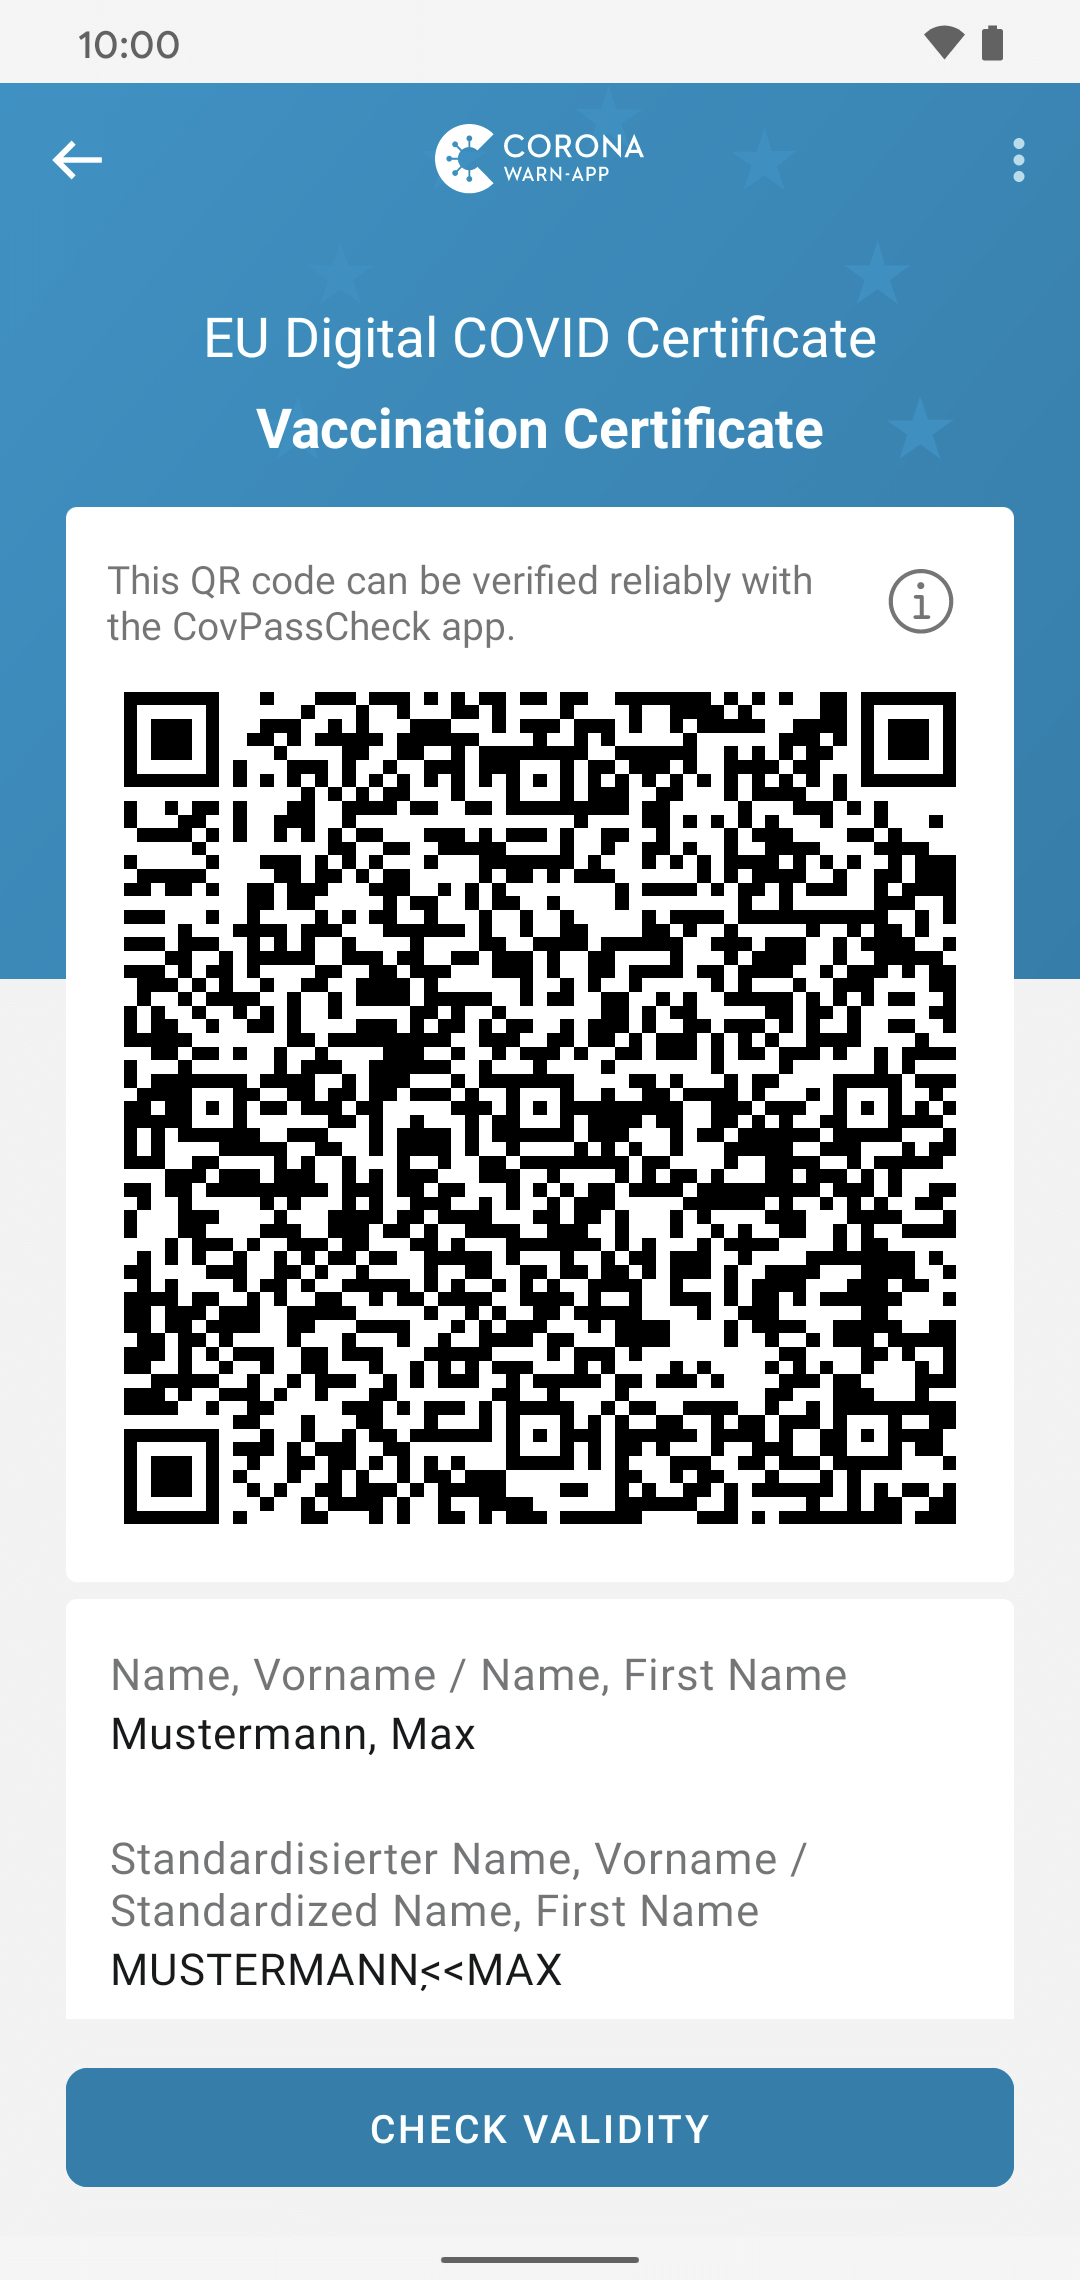 10:00
CORONA
WARN-APP
EU Digital COVID Certificate
Vaccination Certificate
This QR code can be verified reliably with
the CovPassCheck app.
Name, Vorname / Name, First Name
Mustermann, Max
Standardisierter Name, Vorname /
Standardized Name, First Name
MUSTERMANN,<<MAX
CHECK VALIDITY